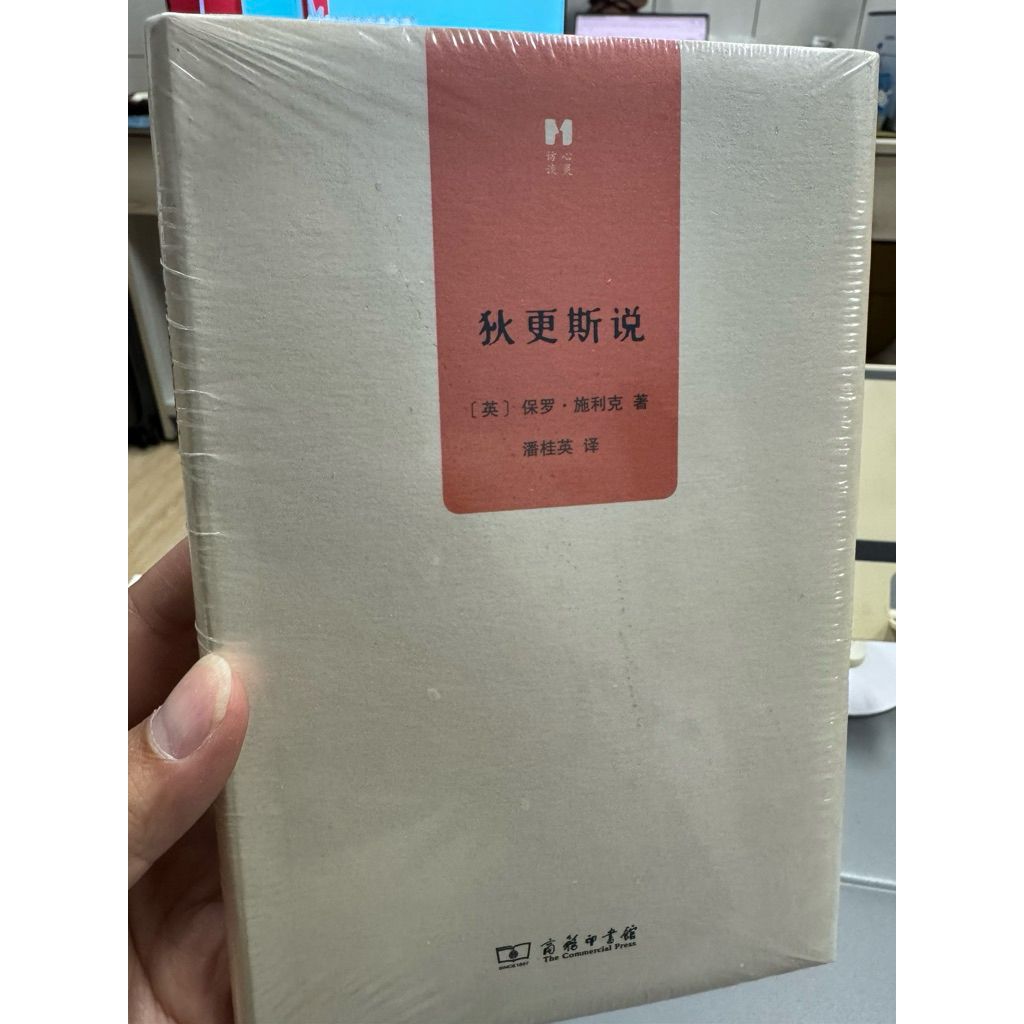 心灵
访谈
狄更斯说
〔英〕保罗·施利克 著
潘桂英 译
商務印書館
The Commercial Press
SINCE1897